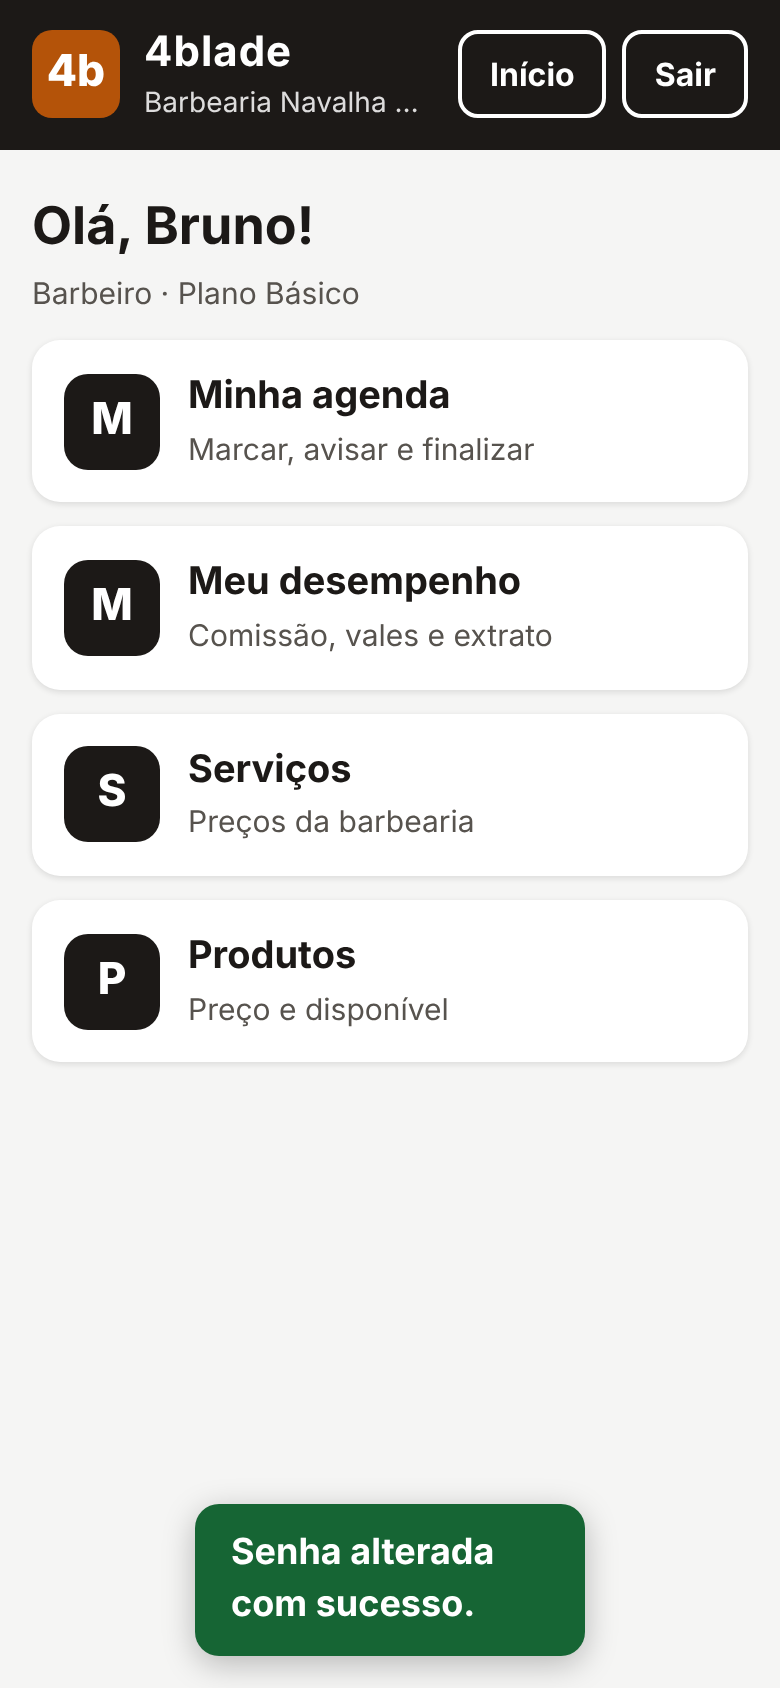 4b
4blade
Barbearia Navalha ...
Início
Sair
Olá, Bruno!
Barbeiro · Plano Básico
M
Minha agenda
Marcar, avisar e finalizar
M
Meu desempenho
Comissão, vales e extrato
S
Serviços
Preços da barbearia
P
Produtos
Preço e disponível
Senha alterada
com sucesso.